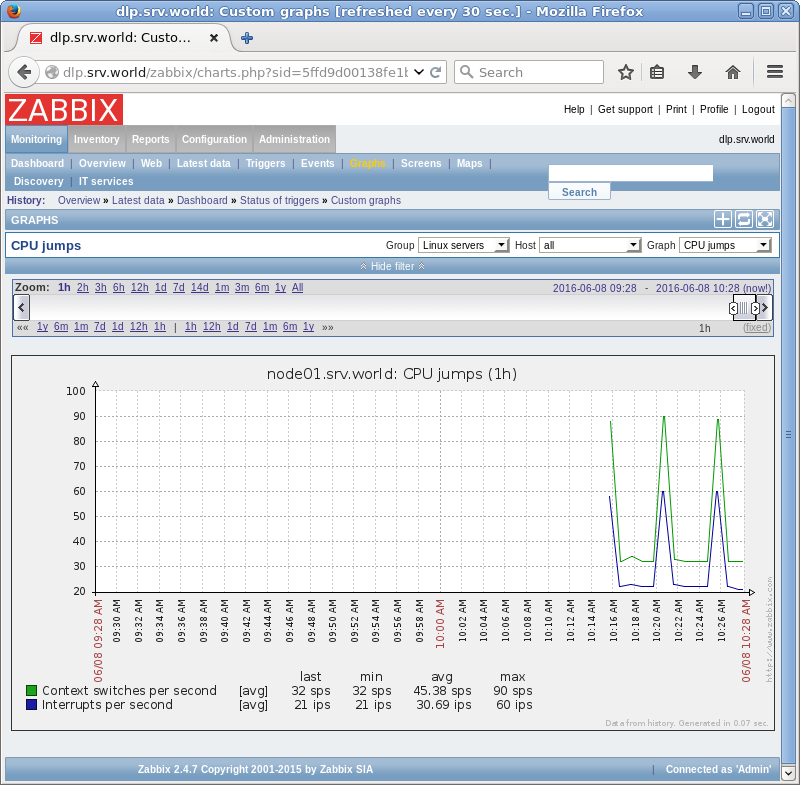 dlp.srv.world: Custom graphs [refreshed every 30 sec.] - Mozilla Firefox
dlp.srv.world: Custo...
dlp.srv.world/zabbix/charts.php?sid=5ffd9d00138fe1
Search
ZABBIX
Help | Get support | Print | Profile | Logout
Monitoring Inventory Reports Configuration Administration
dlp.srv.world
Dashboard | Overview | Web | Latest data | Triggers | Events | Graphs | Screens | Maps |
Discovery | IT services
Search
History: Overview » Latest data » Dashboard » Status of triggers » Custom graphs
GRAPHS
CPU jumps
Group Linux servers Host all Graph CPU jumps
Hide filter
Zoom: 1h 2h 3h 6h 12h 1d 7d 14d 1m 3m 6m 1y All
2016-06-08 09:28 - 2016-06-08 10:28 (now!)
«« 1y 6m 1m 7d 1d 12h 1h | 1h 12h 1d 7d 1m 6m 1y »»
1h (fixed)
node01.srv.world: CPU jumps (1h)
100
90
80
70
60
50
40
30
20
06/08 09:28 AM
09:30 AM
09:32 AM
09:34 AM
09:36 AM
09:38 AM
09:40 AM
09:42 AM
09:44 AM
09:46 AM
09:48 AM
09:50 AM
09:52 AM
09:54 AM
09:56 AM
09:58 AM
10:00 AM
10:02 AM
10:04 AM
10:06 AM
10:08 AM
10:10 AM
10:12 AM
10:14 AM
10:16 AM
10:18 AM
10:20 AM
10:22 AM
10:24 AM
10:26 AM
06/08 10:28 AM
http://www.zabbix.com
last min avg max
Context switches per second [avg] 32 sps 32 sps 45.38 sps 90 sps
Interrupts per second [avg] 21 ips 21 ips 30.69 ips 60 ips
Data from history. Generated in 0.07 sec.
Zabbix 2.4.7 Copyright 2001-2015 by Zabbix SIA
| Connected as 'Admin'